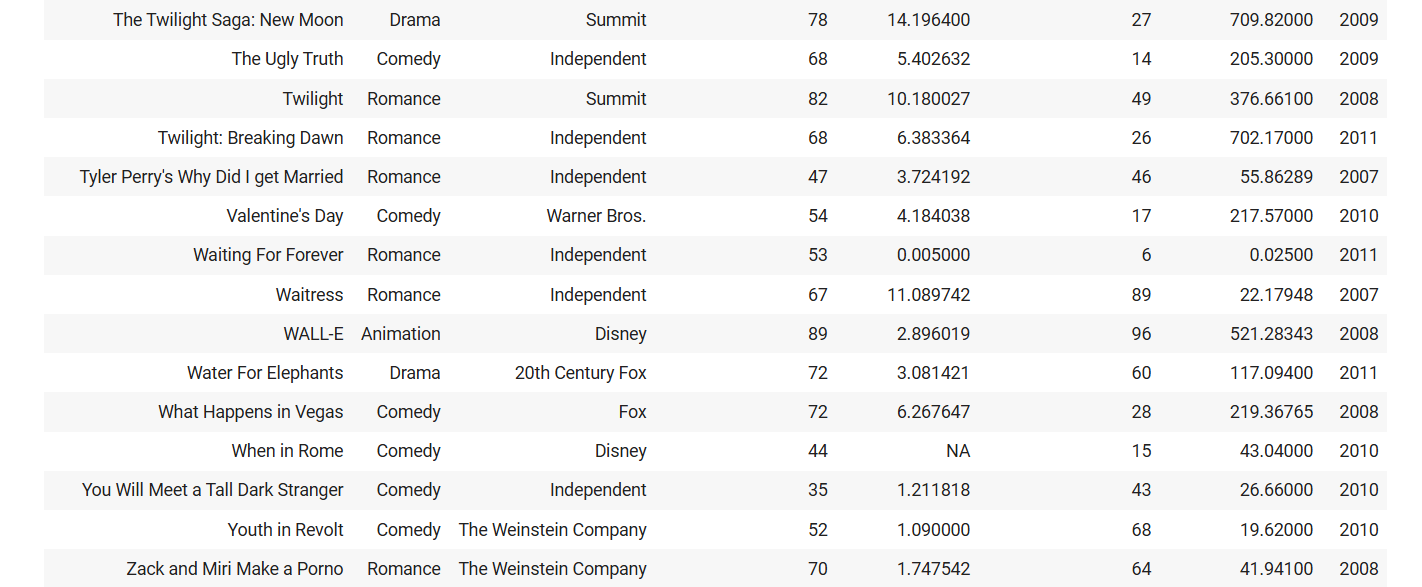 The Twilight Saga: New Moon Drama Summit 78 14.196400 27 709.82000 2009
The Ugly Truth Comedy Independent 68 5.402632 14 205.30000 2009
Twilight Romance Summit 82 10.180027 49 376.66100 2008
Twilight: Breaking Dawn Romance Independent 68 6.383364 26 702.17000 2011
Tyler Perry's Why Did I get Married Romance Independent 47 3.724192 46 55.86289 2007
Valentine's Day Comedy Warner Bros. 54 4.184038 17 217.57000 2010
Waiting For Forever Romance Independent 53 0.005000 6 0.02500 2011
Waitress Romance Independent 67 11.089742 89 22.17948 2007
WALL-E Animation Disney 89 2.896019 96 521.28343 2008
Water For Elephants Drama 20th Century Fox 72 3.081421 60 117.09400 2011
What Happens in Vegas Comedy Fox 72 6.267647 28 219.36765 2008
When in Rome Comedy Disney 44 NA 15 43.04000 2010
You Will Meet a Tall Dark Stranger Comedy Independent 35 1.211818 43 26.66000 2010
Youth in Revolt Comedy The Weinstein Company 52 1.090000 68 19.62000 2010
Zack and Miri Make a Porno Romance The Weinstein Company 70 1.747542 64 41.94100 2008